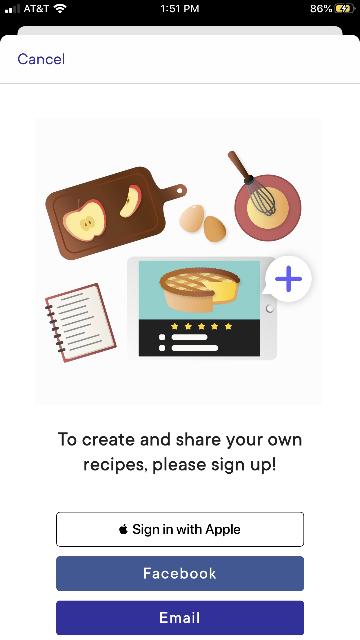 AT&T
1:51 PM
86%
Cancel
To create and share your own
recipes, please sign up!
Sign in with Apple
Facebook
Email